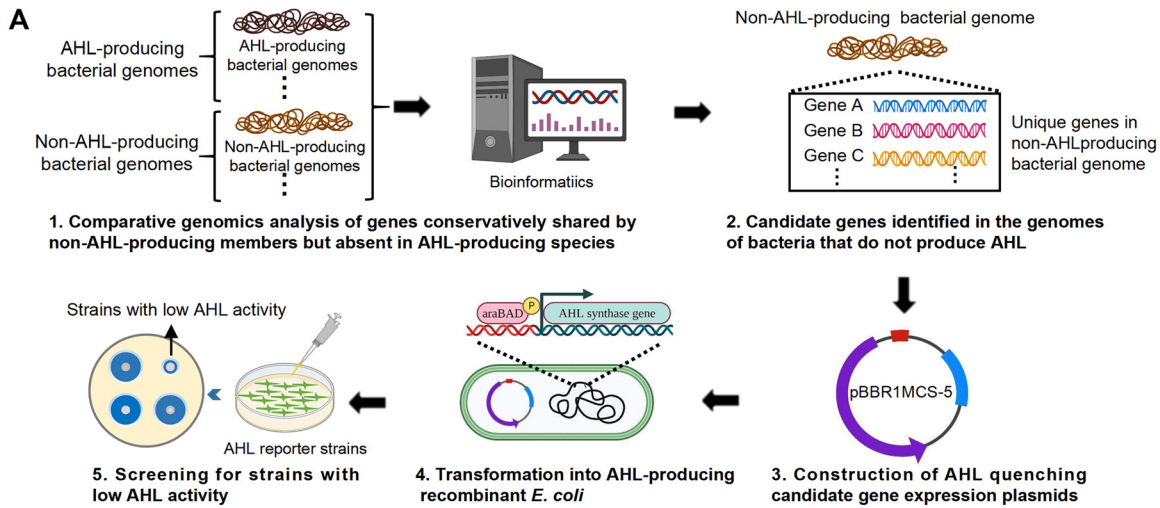 A
AHL-producing
bacterial genomes
AHL-producing
bacterial genomes
Non-AHL-producing
bacterial genomes
Non-AHL-producing
bacterial genomes
Bioinformatiics
1. Comparative genomics analysis of genes conservatively shared by
non-AHL-producing members but absent in AHL-producing species
Non-AHL-producing bacterial genome
Gene A
Gene B
Gene C
Unique genes in
non-AHLproducing
bacterial genome
2. Candidate genes identified in the genomes
of bacteria that do not produce AHL
pBBR1MCS-5
3. Construction of AHL quenching
candidate gene expression plasmids
araBAD
P
AHL synthase gene
4. Transformation into AHL-producing
recombinant E. coli
Strains with low AHL activity
AHL reporter strains
5. Screening for strains with
low AHL activity